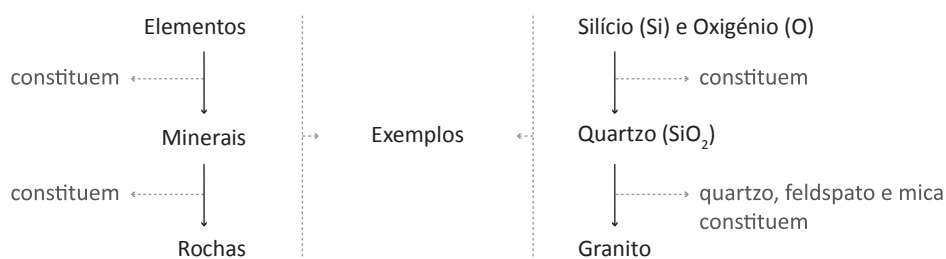 Elementos
constituem
Minerais
constituem
Rochas
Exemplos
Silício (Si) e Oxigénio (O)
constituem
Quartzo (SiO₂)
quartzo, feldspato e mica
constituem
Granito